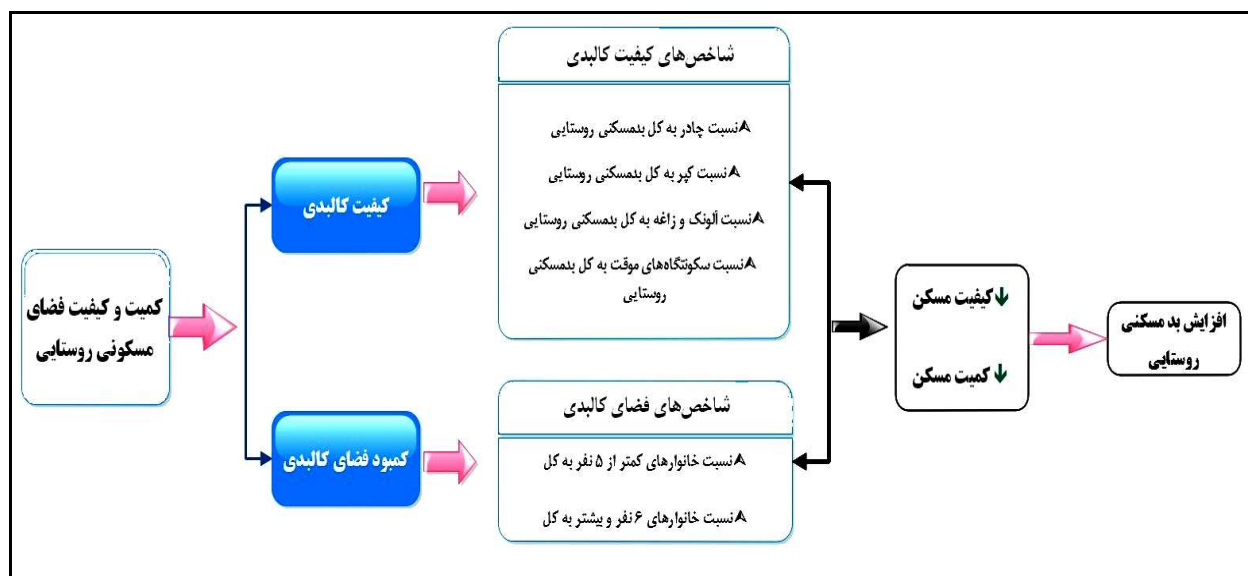 کمیت و کیفیت فضای
مسکونی روستایی
کیفیت کالبدی
کمبود فضای کالبدی
شاخص‌های کیفیت کالبدی
نسبت چادر به کل بدمسکنی روستایی
نسبت کپر به کل بدمسکنی روستایی
نسبت آلونک و زاغه به کل بدمسکنی روستایی
نسبت سکونتگاه‌های موقت به کل بدمسکنی
روستایی
شاخص‌های فضای کالبدی
نسبت خانوارهای کمتر از ۵ نفر به کل
نسبت خانوارهای ۶ نفر و بیشتر به کل
کیفیت مسکن
کمیت مسکن
افزایش بد مسکنی
روستایی